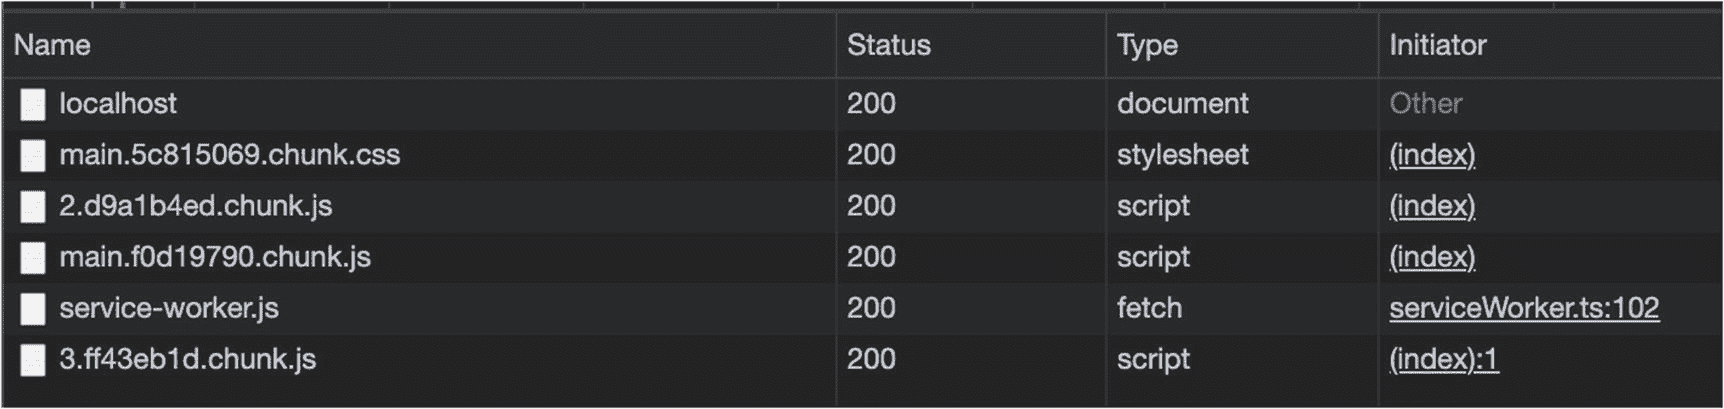 Name Status Type Initiator
localhost 200 document Other
main.5c815069.chunk.css 200 stylesheet (index)
2.d9a1b4ed.chunk.js 200 script (index)
main.f0d19790.chunk.js 200 script (index)
service-worker.js 200 fetch serviceWorker.ts:102
3.ff43eb1d.chunk.js 200 script (index):1